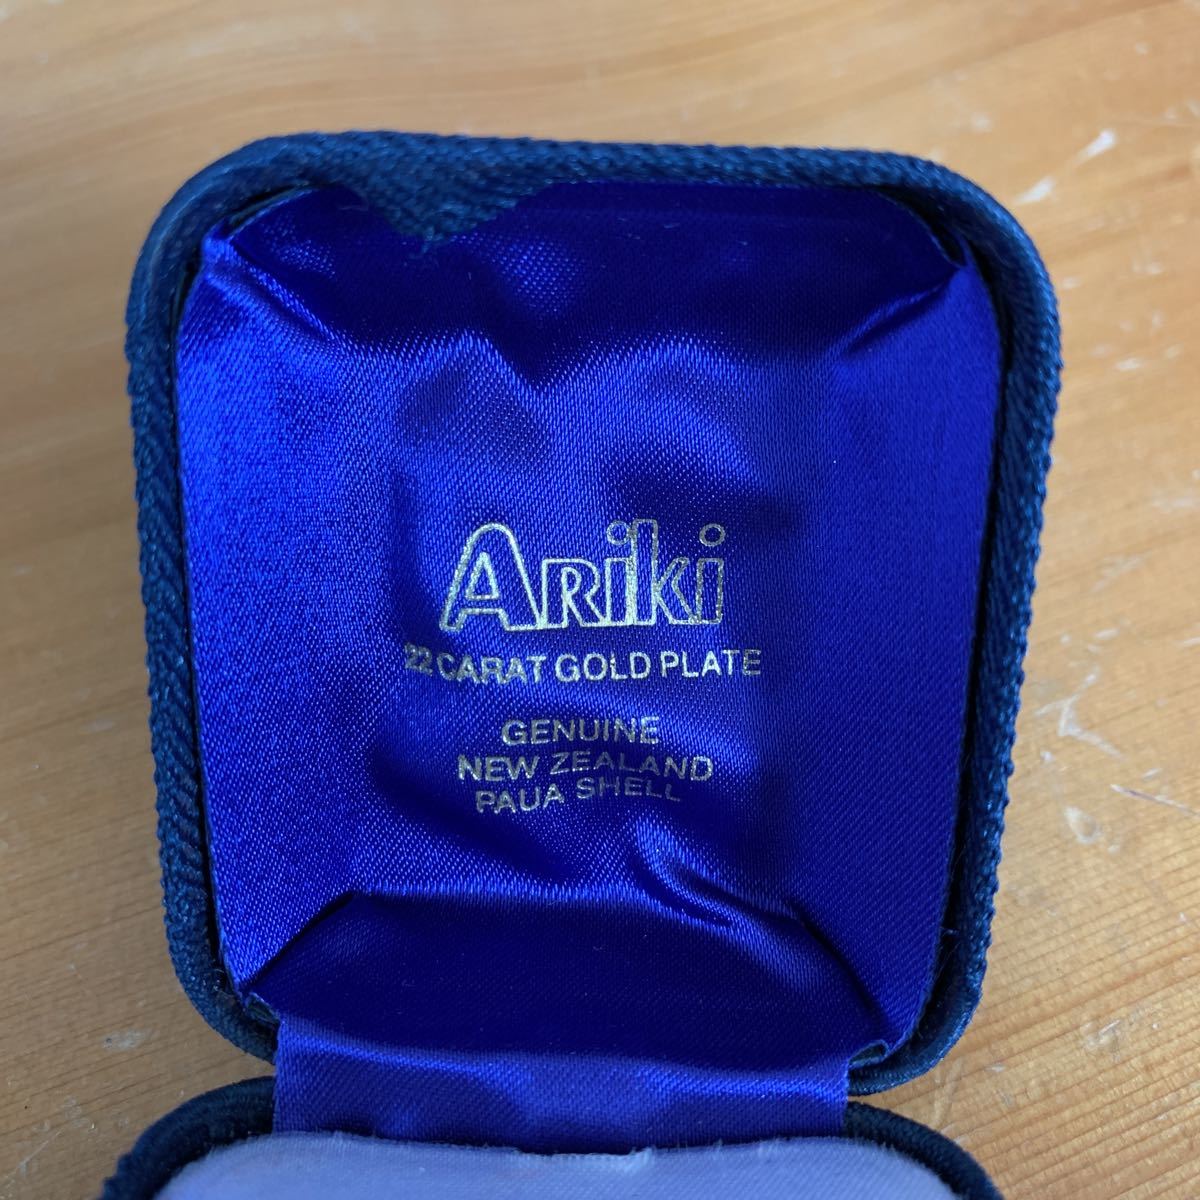 Ariki
22 CARAT GOLD PLATE
GENUINE
NEW ZEALAND
PAUA SHELL